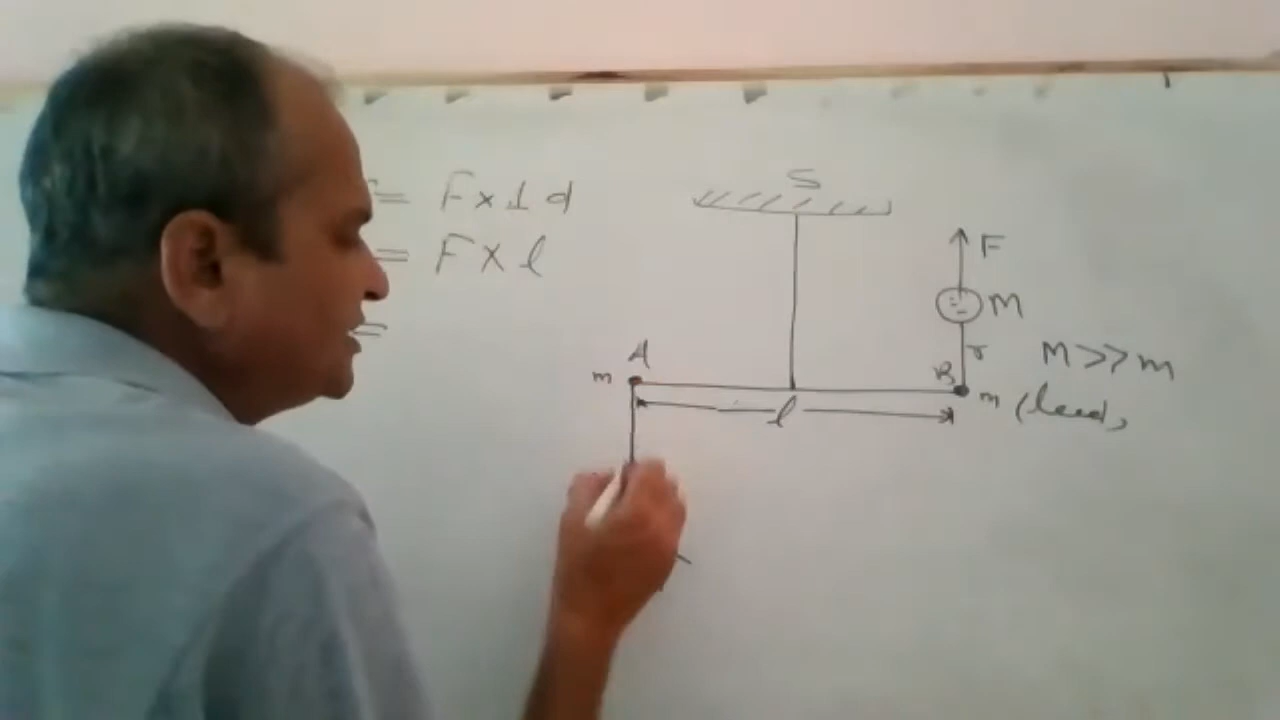 = F × ⊥ d
= F × l
=
S
F
M
r
M >> m
A
m
B
m (lead,
l